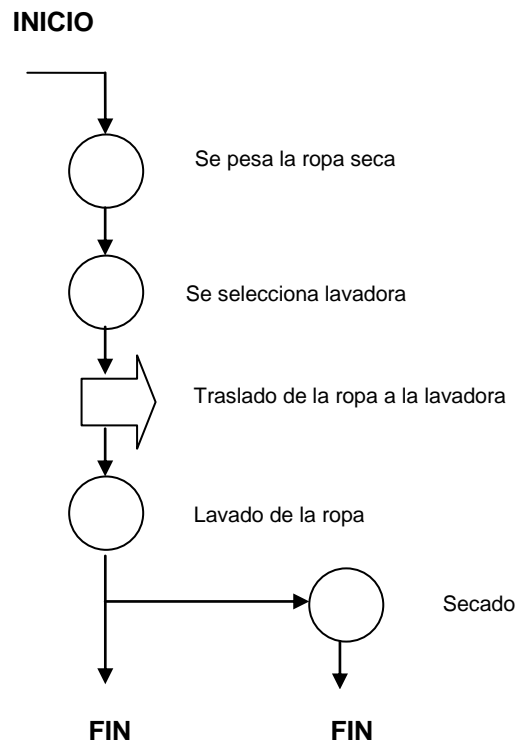 INICIO
Se pesa la ropa seca
Se selecciona lavadora
Traslado de la ropa a la lavadora
Lavado de la ropa
Secado
FIN
FIN